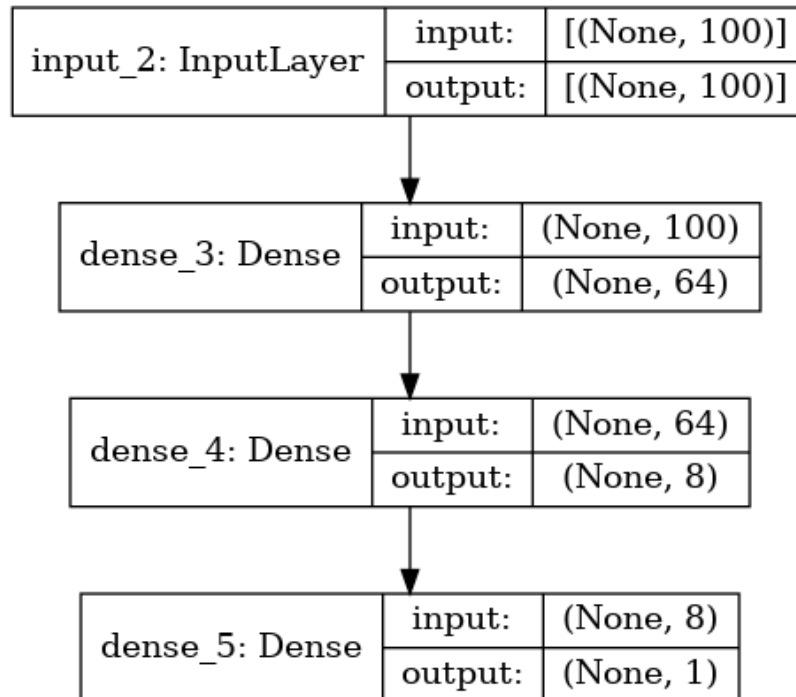 input_2: InputLayer
input:
[(None, 100)]
output:
[(None, 100)]
dense_3: Dense
input:
(None, 100)
output:
(None, 64)
dense_4: Dense
input:
(None, 64)
output:
(None, 8)
dense_5: Dense
input:
(None, 8)
output:
(None, 1)